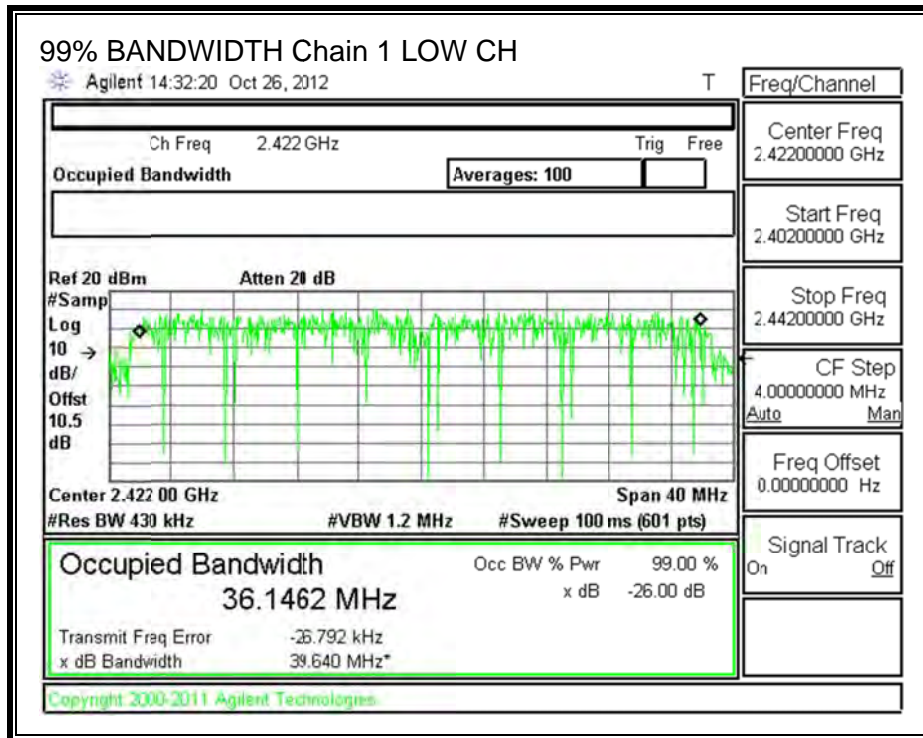 99% BANDWIDTH Chain 1 LOW CH
Agilent 14:32:20 Oct 26, 2012 T
Freq/Channel
Ch Freq 2.422 GHz Trig Free
Occupied Bandwidth Averages: 100
Center Freq
2.42200000 GHz
Start Freq
2.40200000 GHz
Stop Freq
2.44200000 GHz
CF Step
4.00000000 MHz
Auto Man
Freq Offset
0.00000000 Hz
Signal Track
On Off
Ref 20 dBm Atten 20 dB
#Samp
Log
10
dB/
Offst
10.5
dB
Center 2.422 00 GHz Span 40 MHz
#Res BW 430 kHz #VBW 1.2 MHz #Sweep 100 ms (601 pts)
Occupied Bandwidth Occ BW % Pwr 99.00 %
36.1462 MHz x dB -26.00 dB
Transmit Freq Error -26.792 kHz
x dB Bandwidth 39.640 MHz*
Copyright 2000-2011 Agilent Technologies